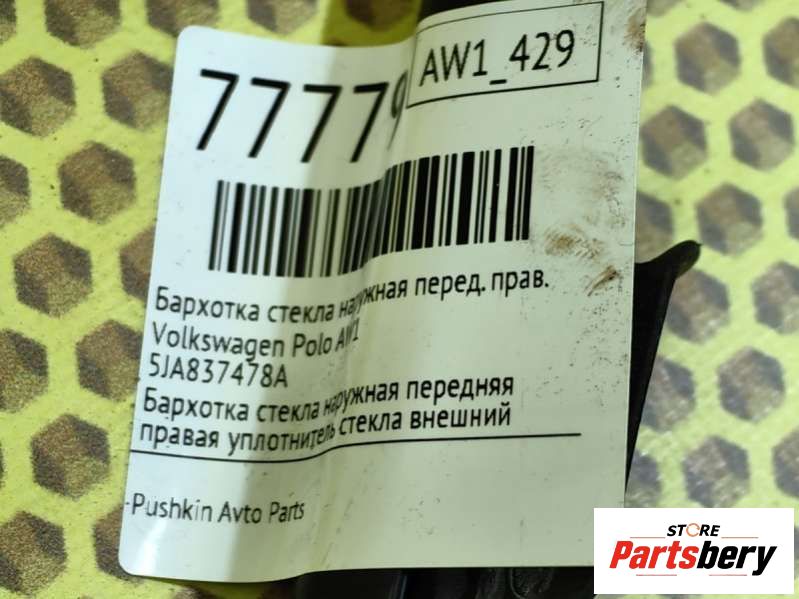 77779
AW1_429
Бархотка стекла наружная перед. прав.
Volkswagen Polo AW1
5JA837478A
Бархотка стекла наружная передняя
правая уплотнитель стекла внешний
-Pushkin Avto Parts
STORE
Partsbery